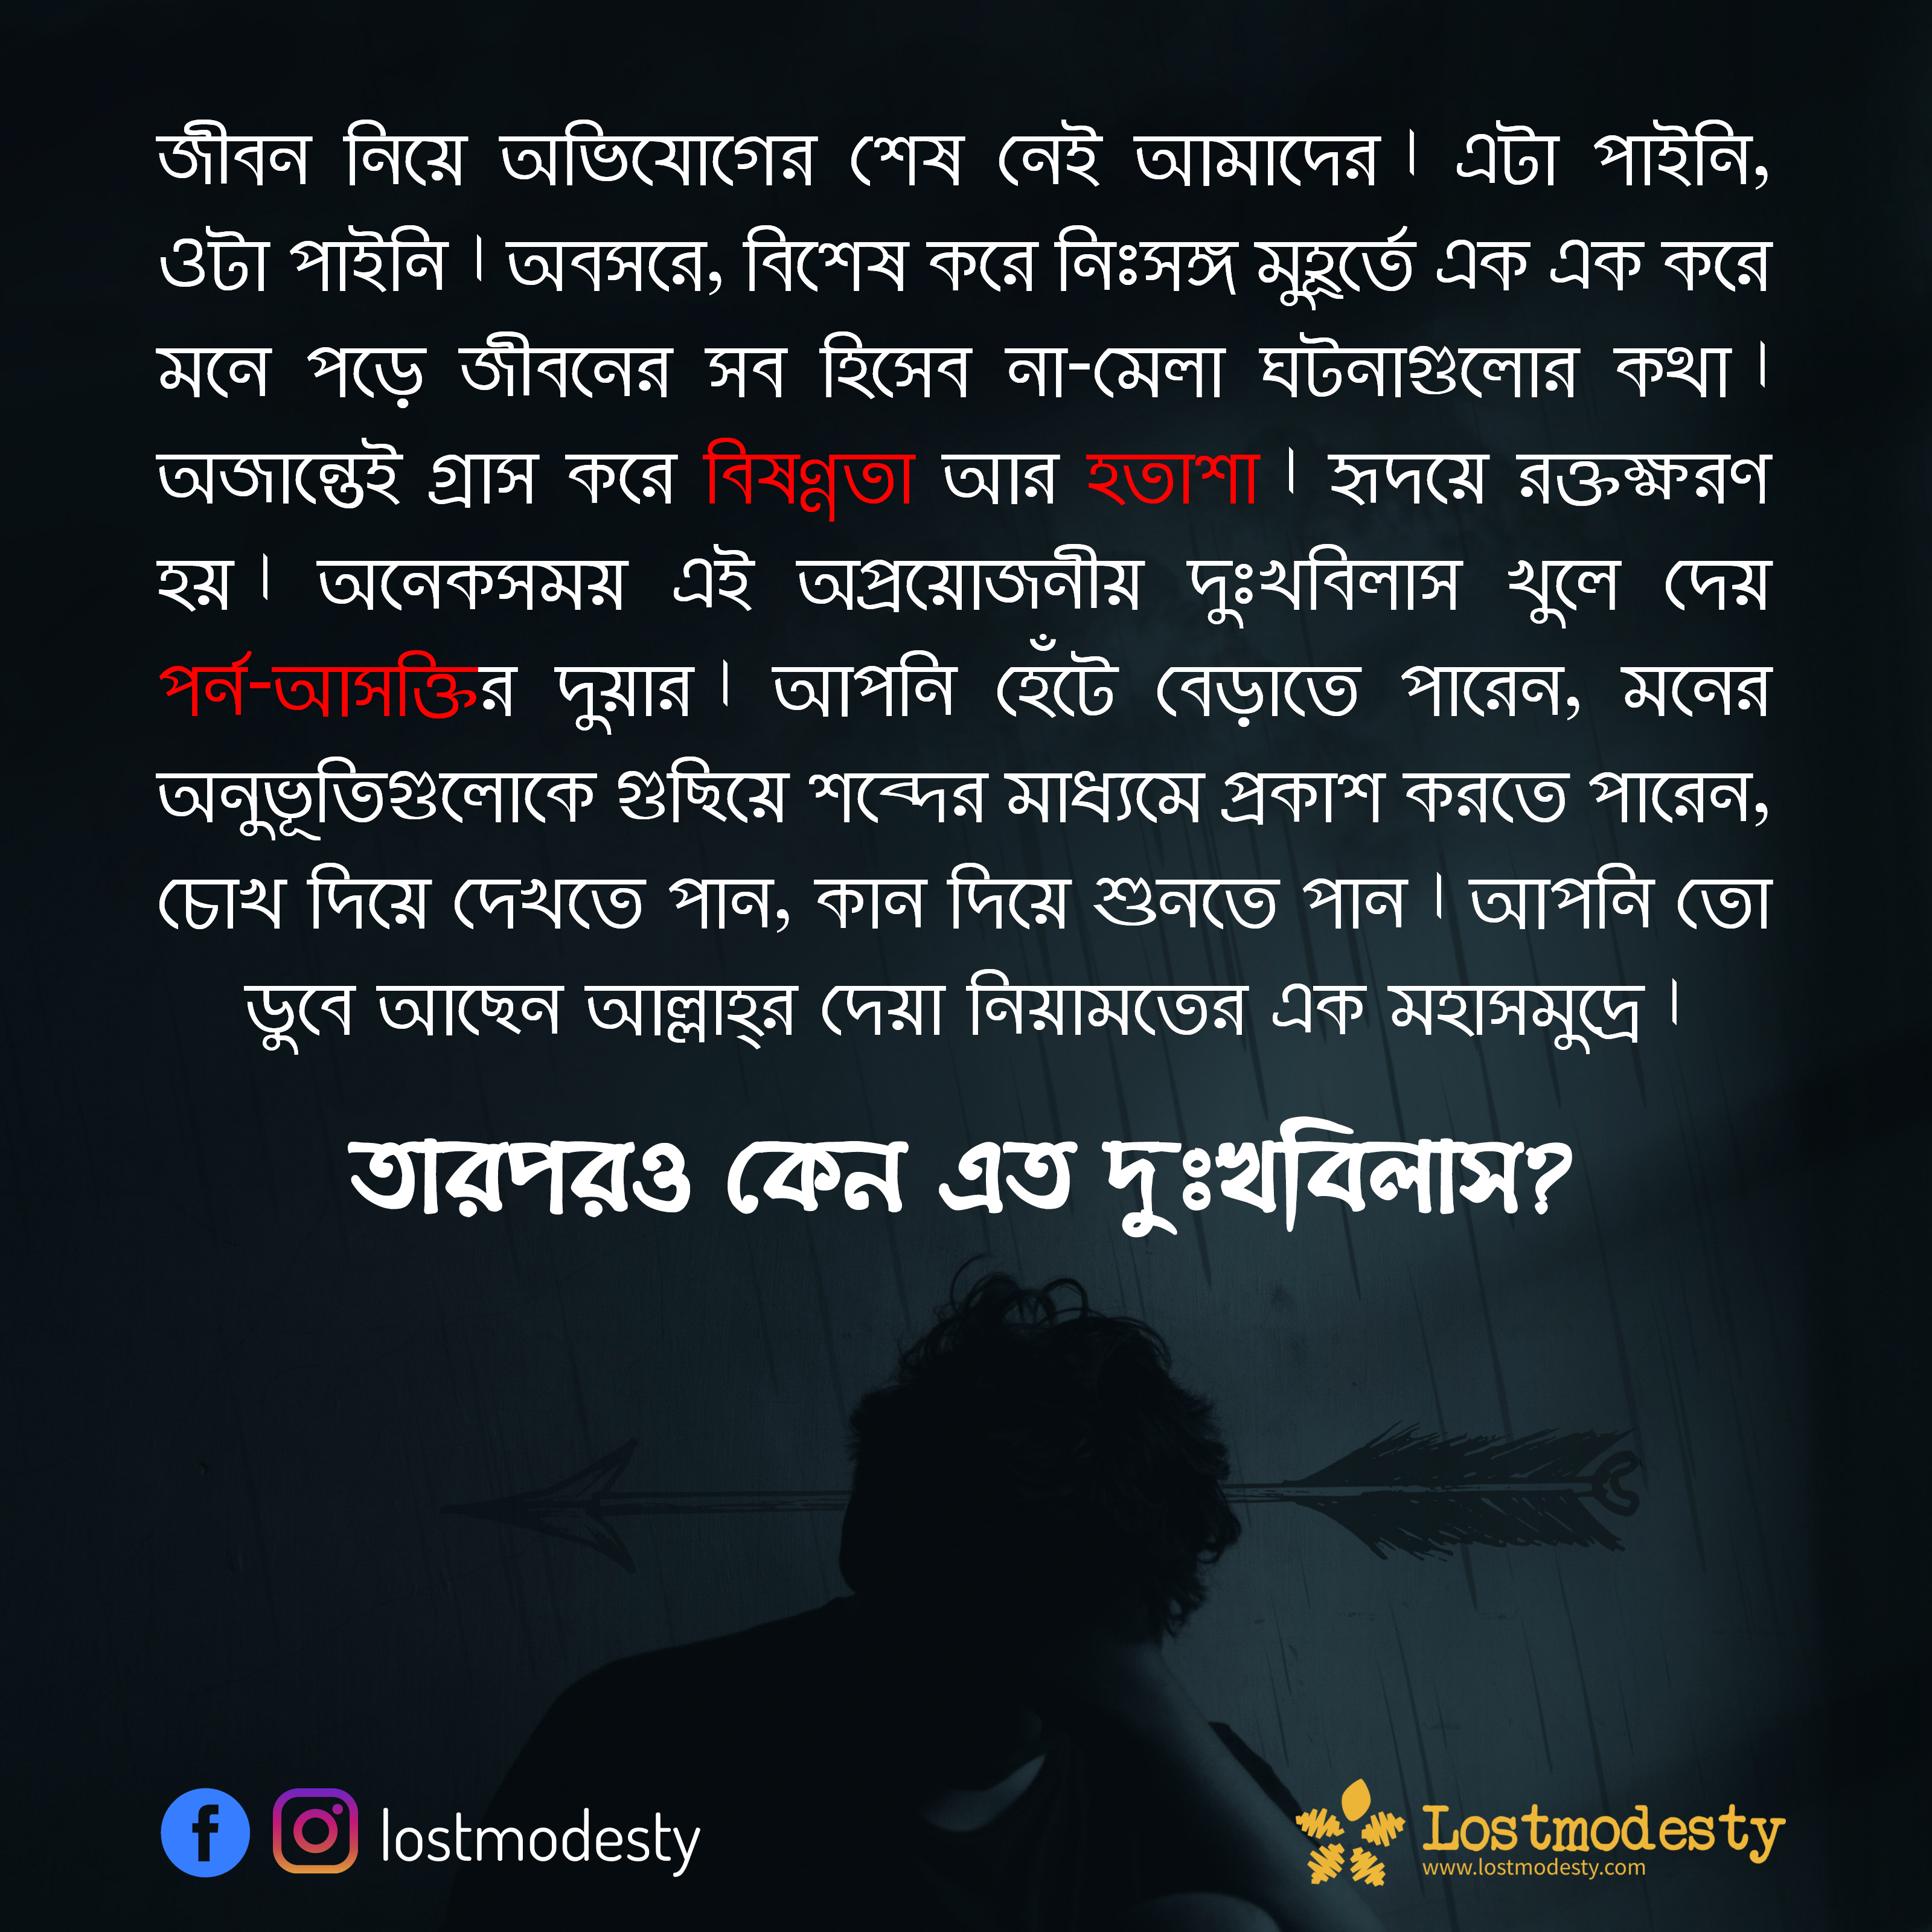 জীবন নিয়ে অভিযোগের শেষ নেই আমাদের। এটা পাইনি,
ওটা পাইনি। অবসরে, বিশেষ করে নিঃসঙ্গ মুহূর্তে এক এক করে
মনে পড়ে জীবনের সব হিসেব না-মেলা ঘটনাগুলোর কথা।
অজান্তেই গ্রাস করে বিষণ্ণতা আর হতাশা। হৃদয়ে রক্তক্ষরণ
হয়। অনেকসময় এই অপ্রয়োজনীয় দুঃখবিলাস খুলে দেয়
পর্ন-আসক্তির দুয়ার। আপনি হেঁটে বেড়াতে পারেন, মনের
অনুভূতিগুলোকে গুছিয়ে শব্দের মাধ্যমে প্রকাশ করতে পারেন,
চোখ দিয়ে দেখতে পান, কান দিয়ে শুনতে পান। আপনি তো
ডুবে আছেন আল্লাহ্‌র দেয়া নিয়ামতের এক মহাসমুদ্রে।
তারপরও কেন এত দুঃখবিলাস?
lostmodesty
Lostmodesty
www.lostmodesty.com